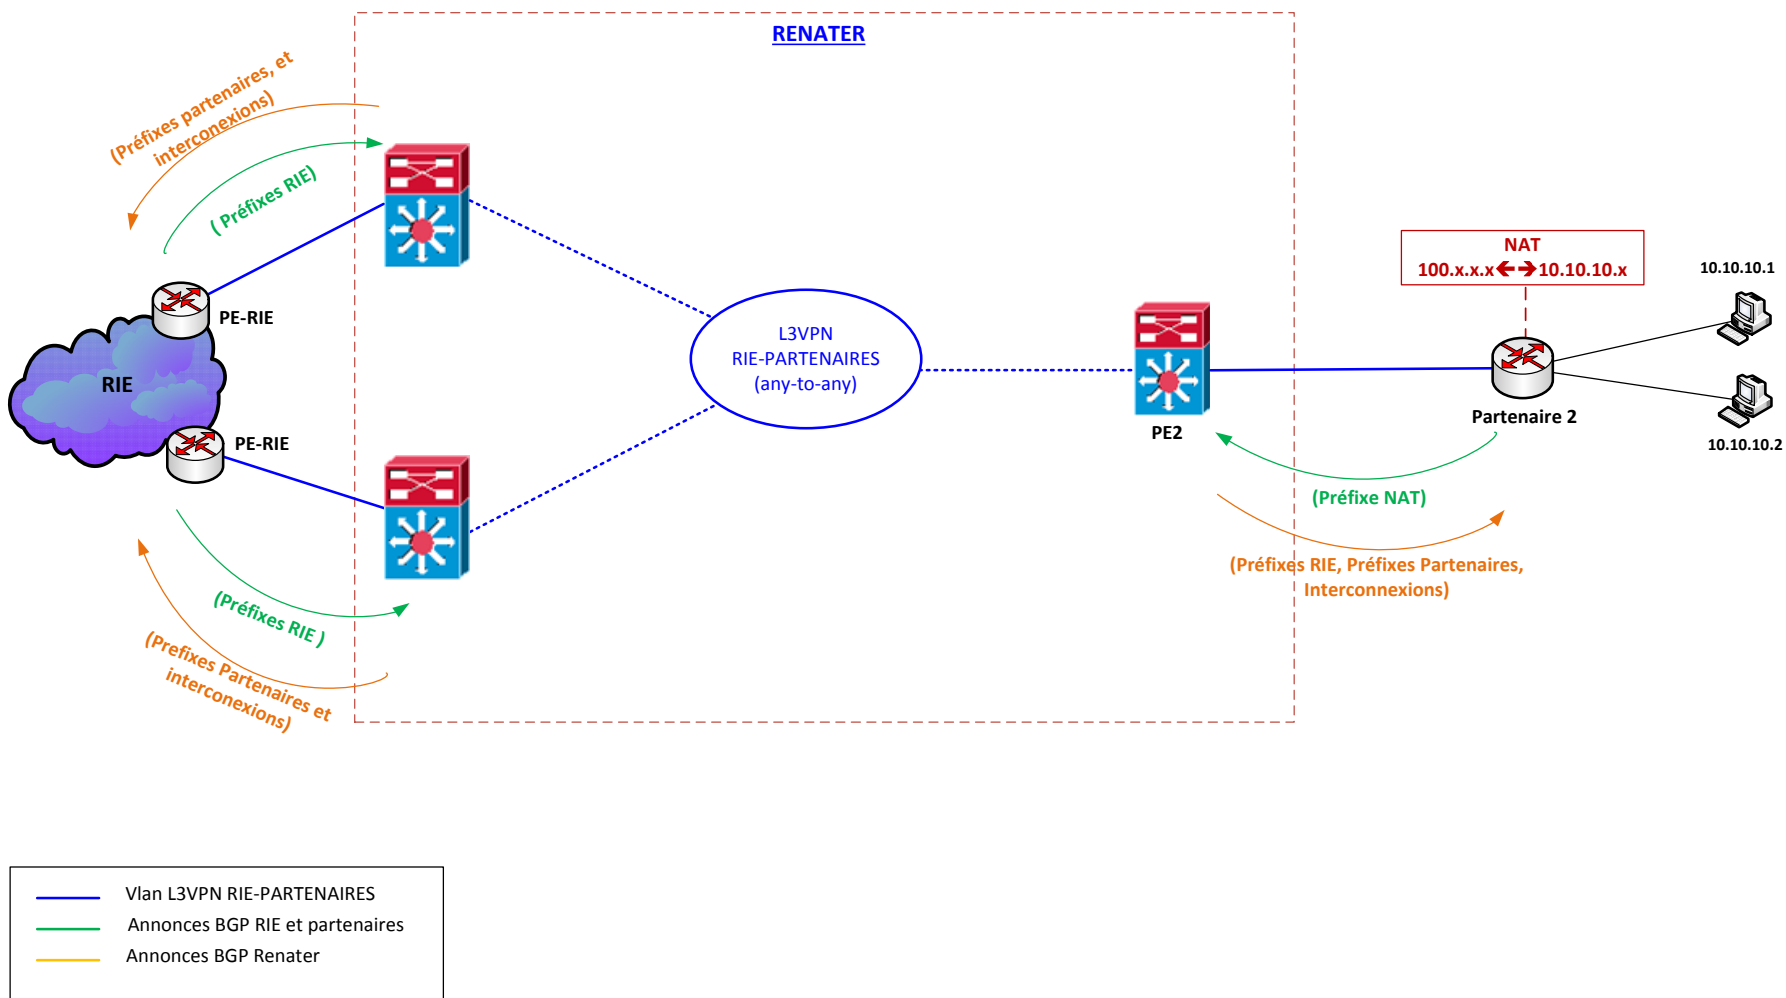 RENATER
(Préfixes partenaires, et
interconexions)
( Préfixes RIE)
PE-RIE
RIE
PE-RIE
(Préfixes RIE )
(Prefixes Partenaires et
interconexions)
L3VPN
RIE-PARTENAIRES
(any-to-any)
PE2
NAT
100.x.x.x 10.10.10.x
10.10.10.1
Partenaire 2
10.10.10.2
(Préfixe NAT)
(Préfixes RIE, Préfixes Partenaires,
Interconnexions)
Vlan L3VPN RIE-PARTENAIRES
Annonces BGP RIE et partenaires
Annonces BGP Renater